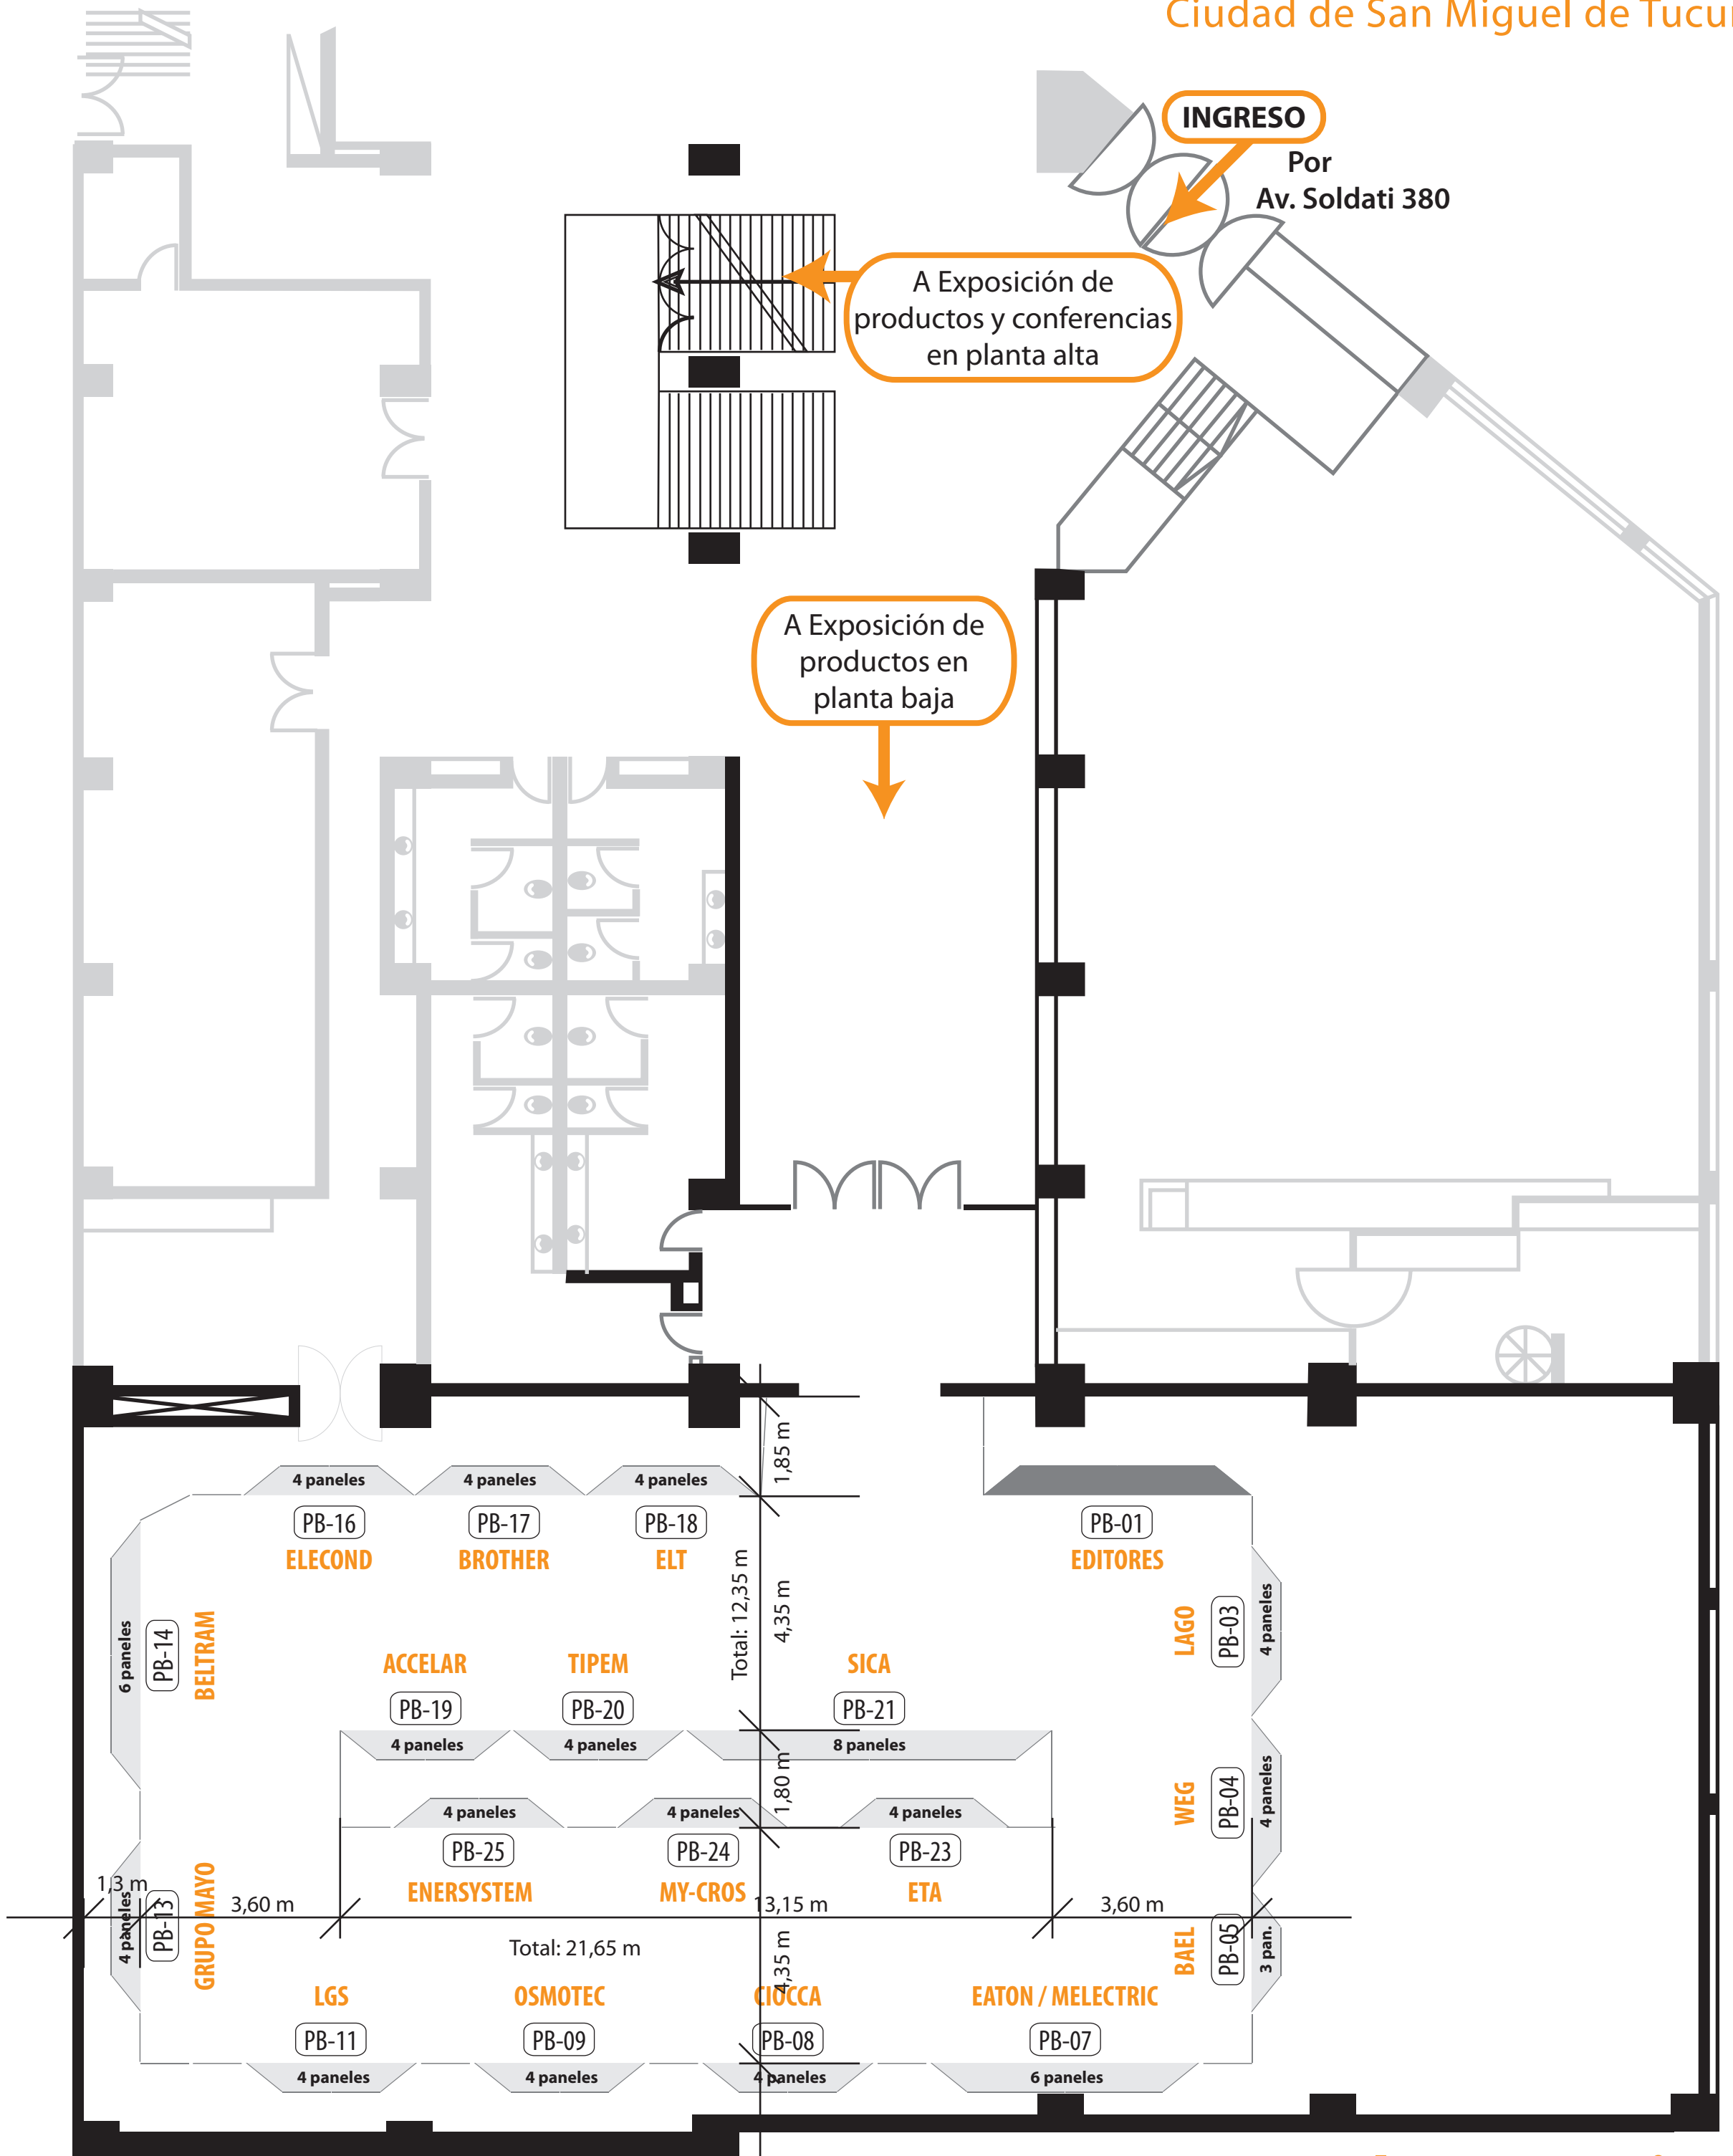 Ciudad de San Miguel de Tucu
INGRESO
Por
Av. Soldati 380
A Exposición de
productos y conferencias
en planta alta
A Exposición de
productos en
planta baja
1,85 m
4 paneles
4 paneles
4 paneles
PB-16
PB-17
PB-18
PB-01
ELECOND
BROTHER
ELT
EDITORES
Total: 12,35 m
4,35 m
6 paneles
PB-14
BELTRAM
LAGO
PB-03
4 paneles
ACCELAR
TIPEM
SICA
PB-19
PB-20
PB-21
4 paneles
4 paneles
8 paneles
1,80 m
WEG
PB-04
4 paneles
4 paneles
4 paneles
4 paneles
PB-25
PB-24
PB-23
ENERSYSTEM
MY-CROS
ETA
1,3 m
4 paneles
PB-13
GRUPO MAYO
3,60 m
13,15 m
3,60 m
Total: 21,65 m
4,35 m
BAEL
PB-05
3 pan.
LGS
OSMOTEC
CIOCCA
EATON / MELECTRIC
PB-11
PB-09
PB-08
PB-07
4 paneles
4 paneles
4 paneles
6 paneles